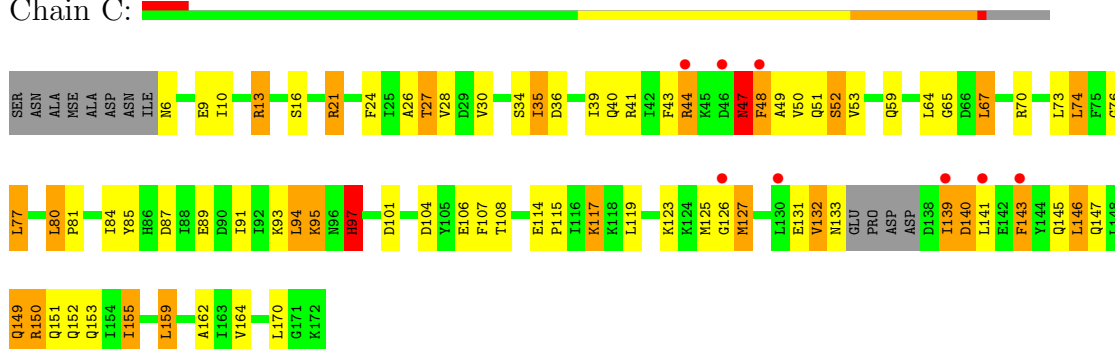 Chain C:
SER ASN ALA MSE ALA ASP ASN ILE N6 E9 I10 R13 S16 R21 F24 I25 A26 T27 V28 D29 V30 S34 I35 D36 I39 Q40 R41 I42 F43 R44 K45 D46 N47 F48 A49 V50 Q51 S52 V53 Q59 L64 G65 D66 L67 R70 L73 L74 F75 G76
L77 L80 P81 I84 Y85 H86 D87 I88 E89 D90 I91 I92 K93 L94 K95 N96 H97 D101 D104 Y105 E106 F107 T108 E114 P115 I116 K117 K118 L119 K123 K124 M125 G126 M127 L130 E131 V132 N133 GLU PRO ASP ASP D138 I139 D140 L141 E142 F143 Y144 Q145 L146 Q147 L148
Q149 R150 Q151 Q152 Q153 I154 I155 L159 A162 I163 V164 L170 G171 K172